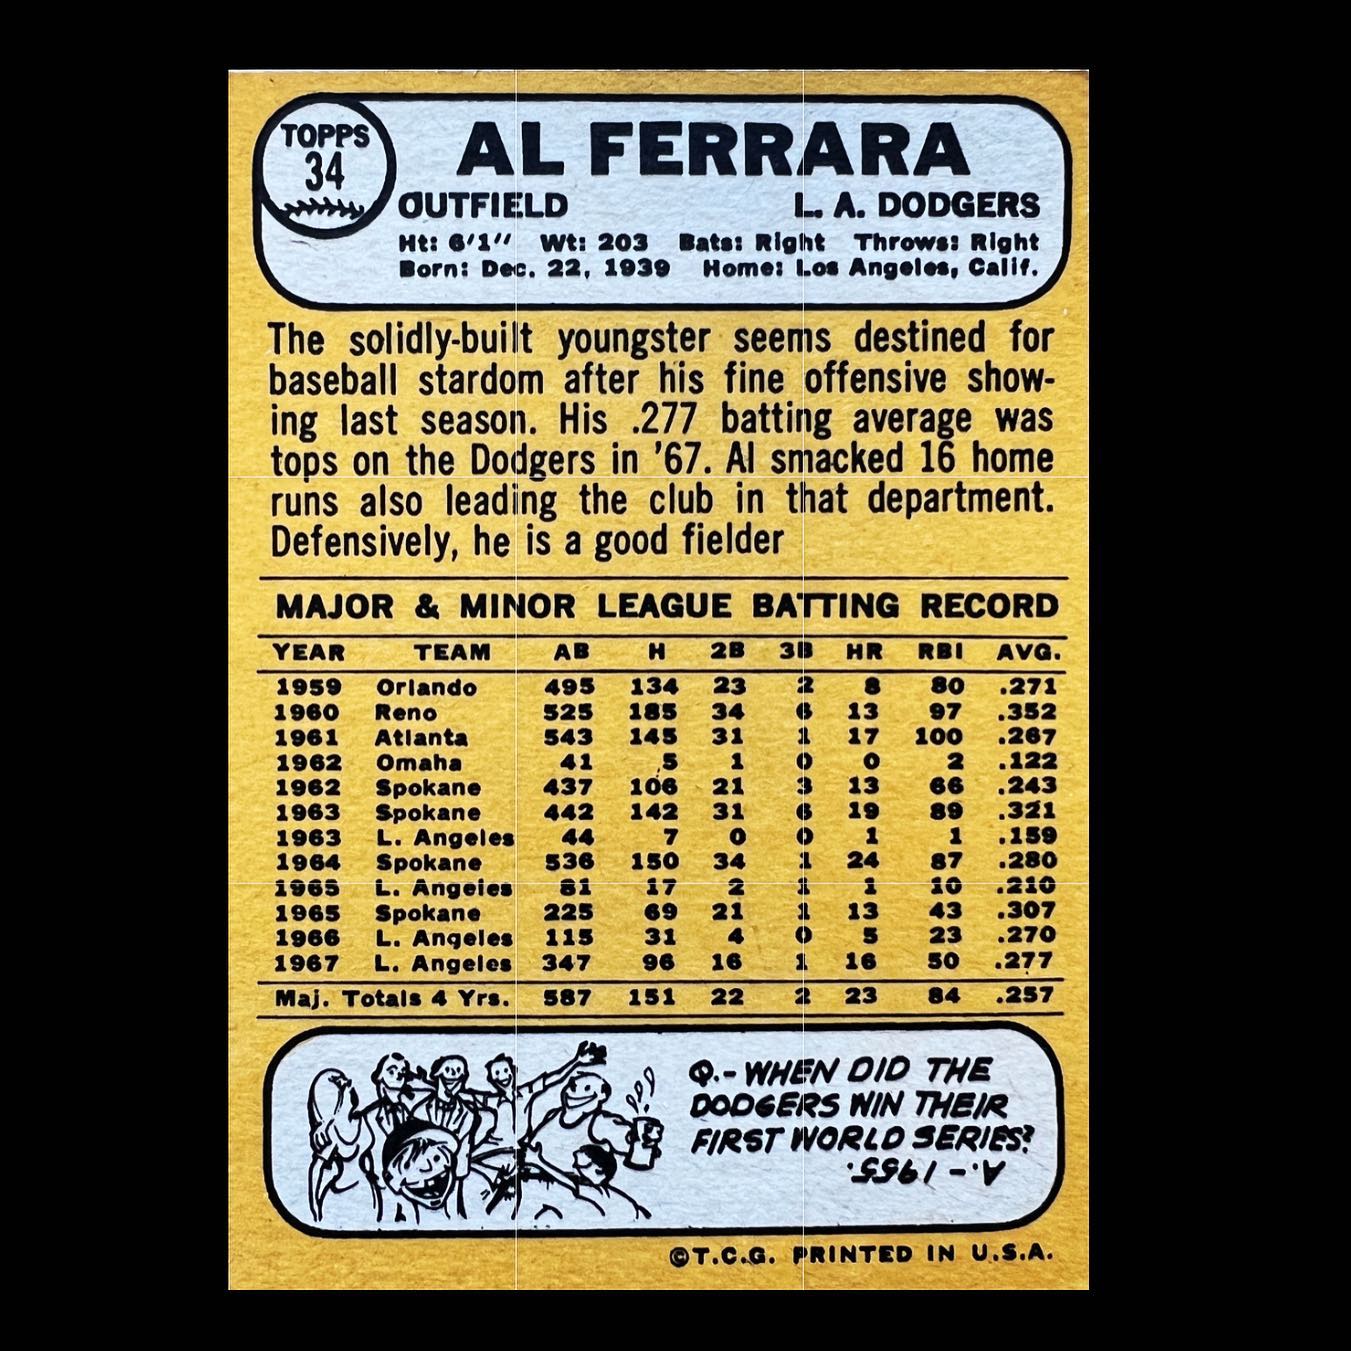 TOPPS
34
AL FERRARA
OUTFIELD L. A. DODGERS
Ht: 6'1" Wt: 203 Bats: Right Throws: Right
Born: Dec. 22, 1939 Home: Los Angeles, Calif.
The solidly-built youngster seems destined for
baseball stardom after his fine offensive show-
ing last season. His .277 batting average was
tops on the Dodgers in '67. Al smacked 16 home
runs also leading the club in that department.
Defensively, he is a good fielder
MAJOR & MINOR LEAGUE BATTING RECORD
YEAR TEAM AB H 2B 3B HR RBI AVG.
1959 Orlando 495 134 23 2 8 80 .271
1960 Reno 525 185 34 6 13 97 .352
1961 Atlanta 543 145 31 1 17 100 .267
1962 Omaha 41 5 1 0 0 2 .122
1962 Spokane 437 106 21 3 13 66 .243
1963 Spokane 442 142 31 6 19 89 .321
1963 L. Angeles 44 7 0 0 1 1 .159
1964 Spokane 536 150 34 1 24 87 .280
1965 L. Angeles 81 17 2 1 1 10 .210
1965 Spokane 225 69 21 1 13 43 .307
1966 L. Angeles 115 31 4 0 5 23 .270
1967 L. Angeles 347 96 16 1 16 50 .277
Maj. Totals 4 Yrs. 587 151 22 2 23 84 .257
Q.- WHEN DID THE
DODGERS WIN THEIR
FIRST WORLD SERIES?
A.- 1955.
©T.C.G. PRINTED IN U.S.A.